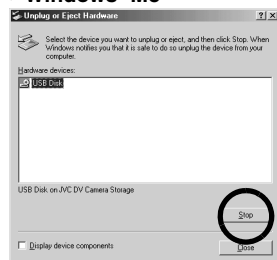 Unplug or Eject Hardware
Select the device you want to unplug or eject, and then click Stop. When
Windows notifies you that it is safe to do so unplug the device from your
computer.
Hardware devices:
USB Disk
USB Disk on JVC DV Camera Storage
Stop
Display device components
Close